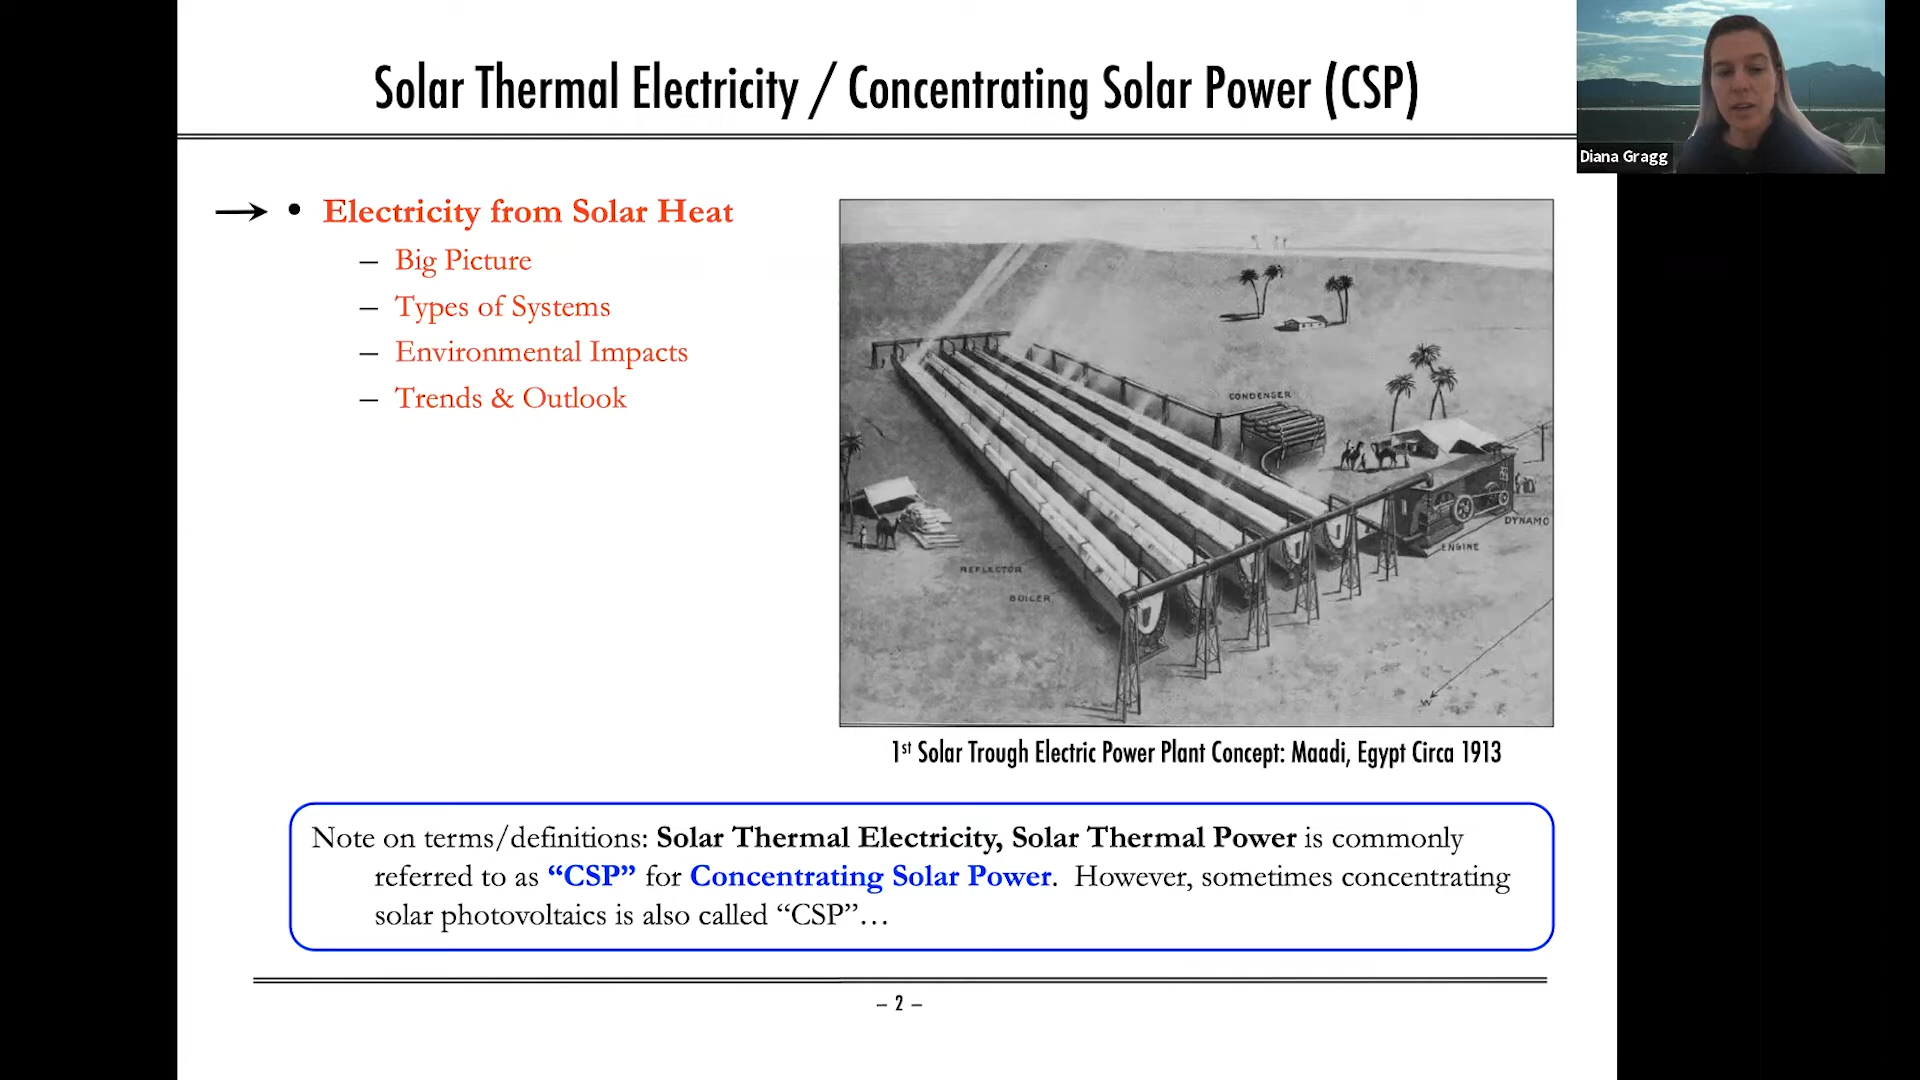 Solar Thermal Electricity / Concentrating Solar Power (CSP)
Diana Gragg
→ • Electricity from Solar Heat
– Big Picture
– Types of Systems
– Environmental Impacts
– Trends & Outlook
CONDENSER
DYNAMO
ENGINE
REFLECTOR
BOILER
W
1st Solar Trough Electric Power Plant Concept: Maadi, Egypt Circa 1913
Note on terms/definitions: Solar Thermal Electricity, Solar Thermal Power is commonly
referred to as “CSP” for Concentrating Solar Power. However, sometimes concentrating
solar photovoltaics is also called “CSP”…
– 2 –